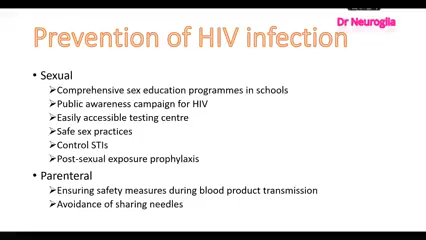 Dr Neuroglia
Prevention of HIV infection
• Sexual
➤Comprehensive sex education programmes in schools
➤Public awareness campaign for HIV
➤Easily accessible testing centre
➤Safe sex practices
➤Control STIs
➤Post-sexual exposure prophylaxis
• Parenteral
➤Ensuring safety measures during blood product transmission
➤Avoidance of sharing needles